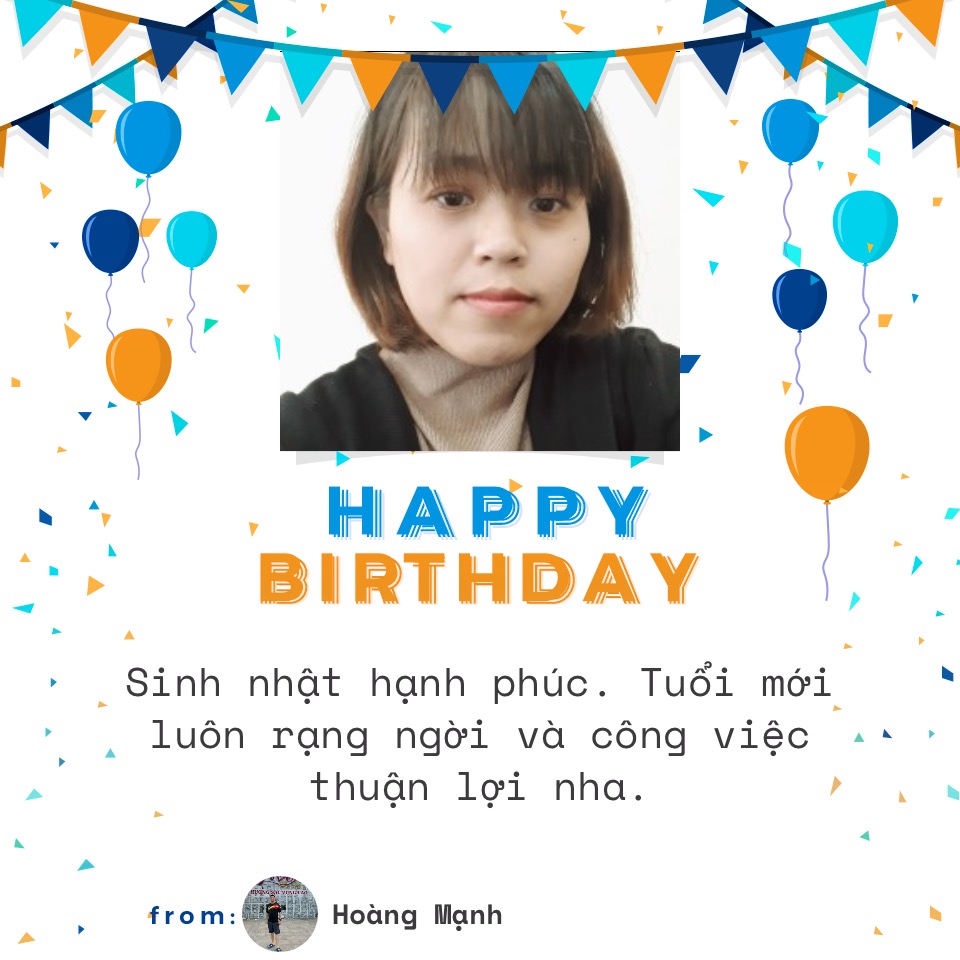 HAPPY
BIRTHDAY
Sinh nhật hạnh phúc. Tuổi mới
luôn rạng ngời và công việc
thuận lợi nha.
from: Hoàng Mạnh